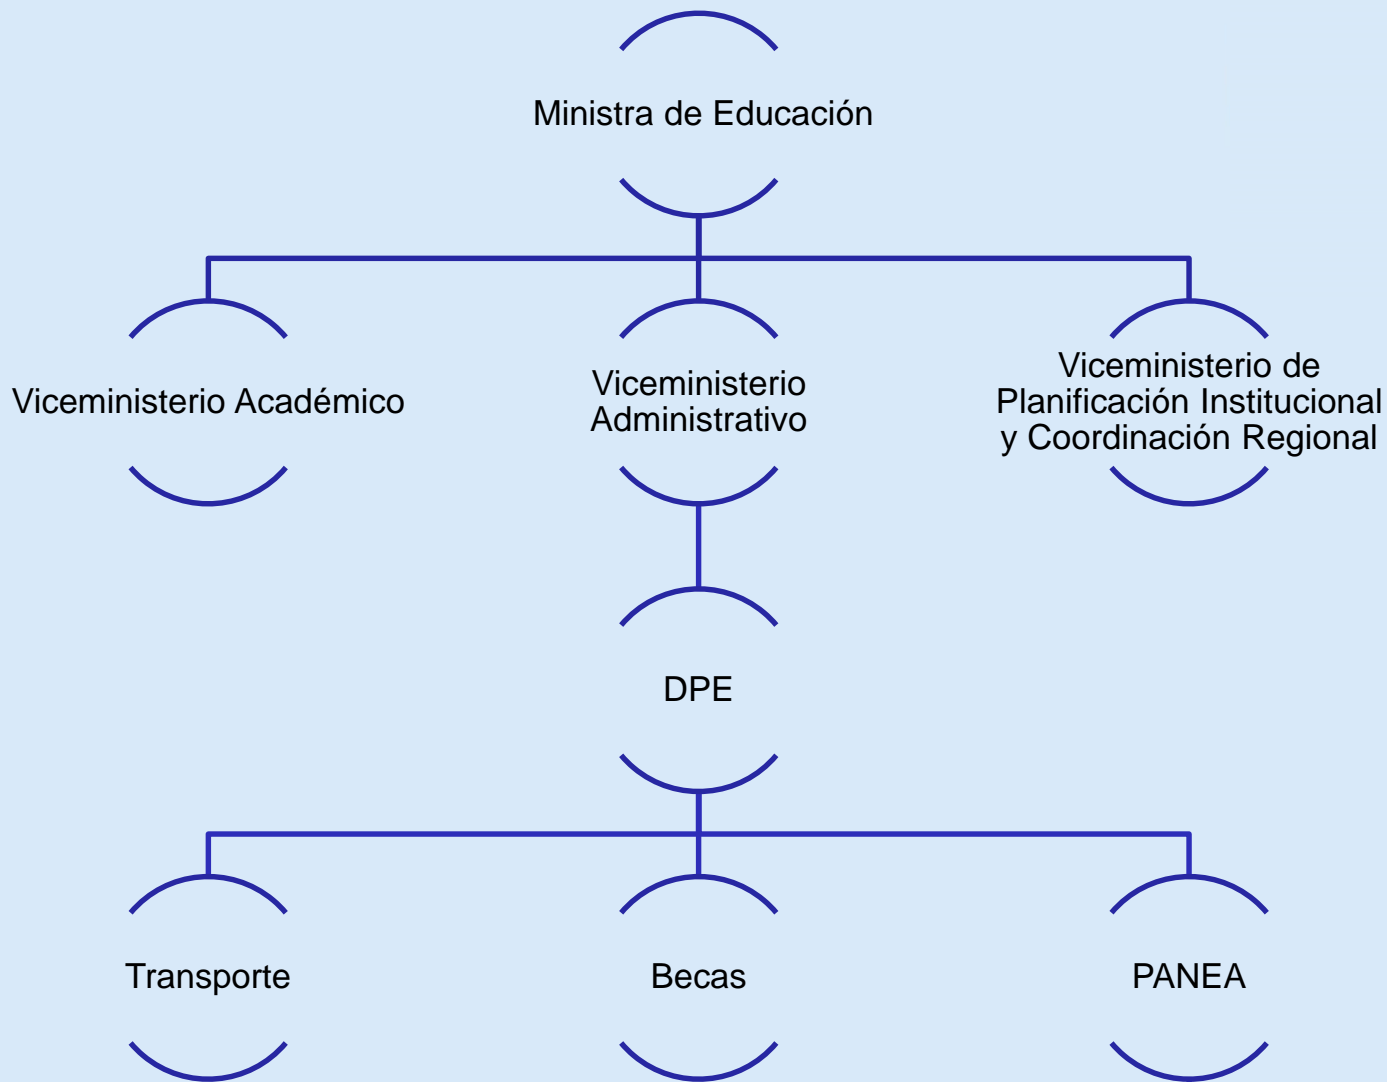 Ministra de Educación
Viceministerio Académico
Viceministerio
Administrativo
Viceministerio de
Planificación Institucional
y Coordinación Regional
DPE
Transporte
Becas
PANEA